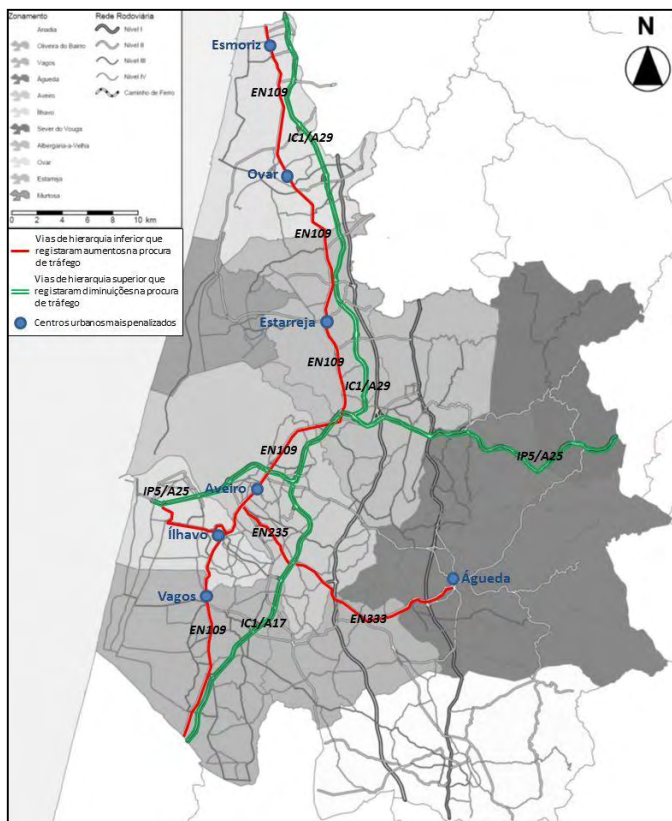 Zonamento
Anadia
Oliveira do Bairro
Vagos
Águeda
Aveiro
Ílhavo
Sever do Vouga
Albergaria-a-Velha
Ovar
Estarreja
Murtosa
Rede Rodoviária
Nível I
Nível II
Nível III
Nível IV
Caminho de Ferro
0 2 4 6 8 10
km
Vias de hierarquia inferior que
registaram aumentos na procura
de tráfego
Vias de hierarquia superior que
registaram diminuições na procura
de tráfego
Centros urbanos mais penalizados
N
Esmoriz
EN109
IC1/A29
Ovar
EN109
Estarreja
EN109
IC1/A29
EN109
IP5/A25
IP5/A25
Aveiro
EN235
Ílhavo
Águeda
Vagos
EN109
IC1/A17
EN333